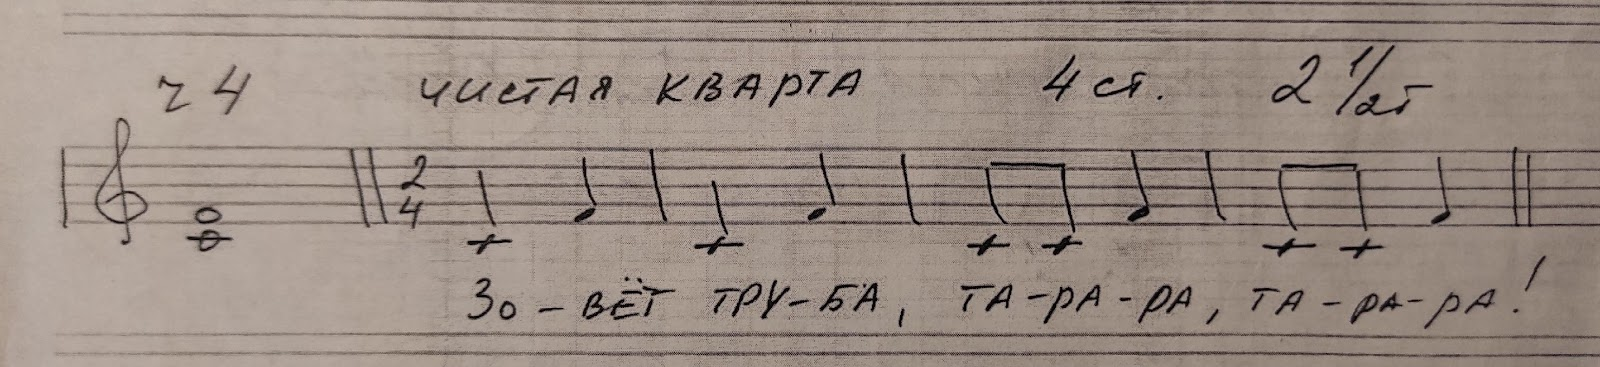 ч 4 чистая кварта 4 ст. 2 1/2т
2
4
Зо - вёт тру - ба, та - ра - ра, та - ра - ра!